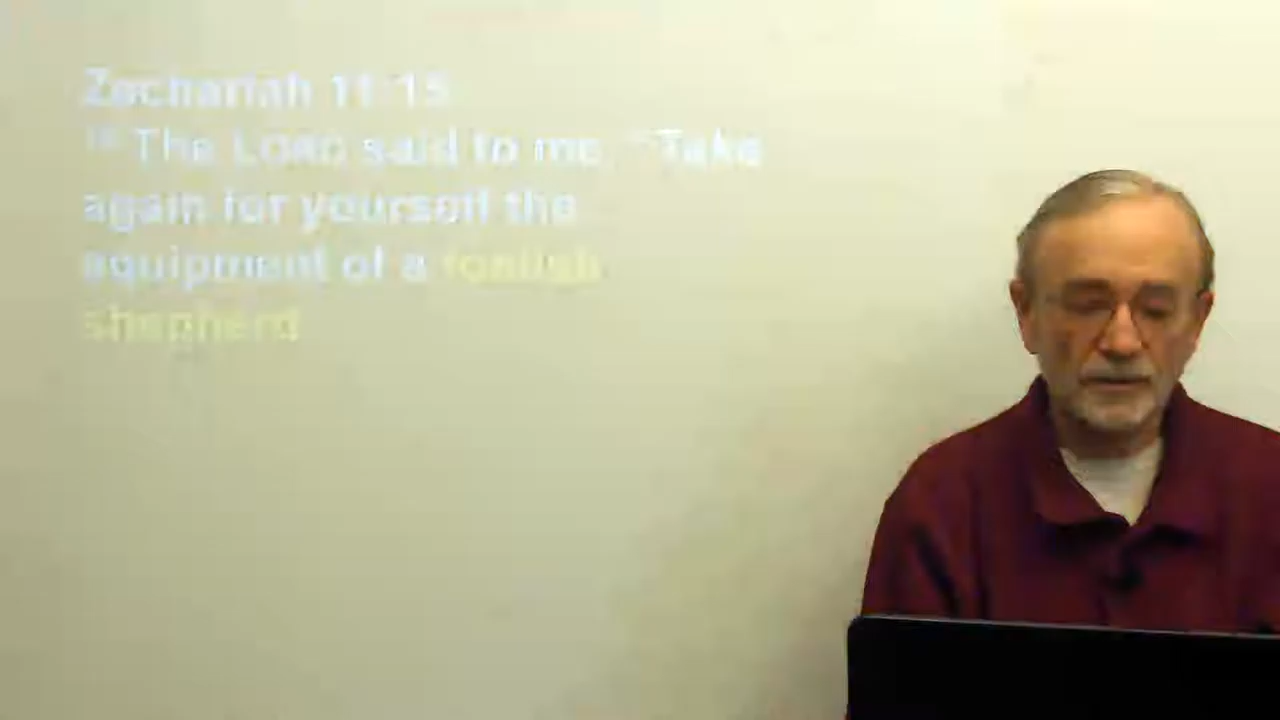 Zechariah 11:15
15 The LORD said to me, "Take
again for yourself the
equipment of a foolish
shepherd